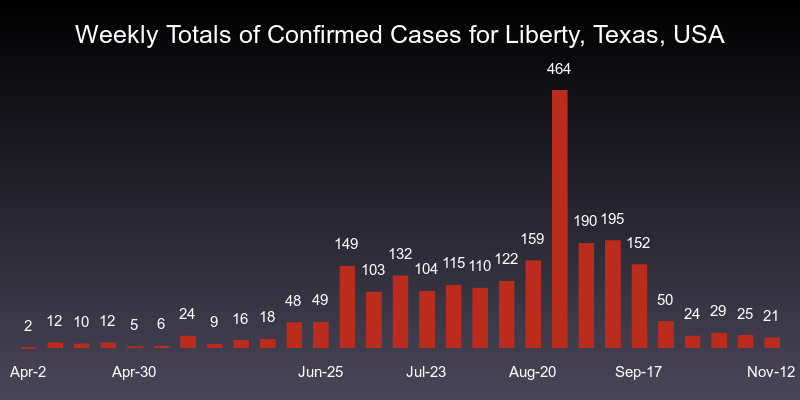 Weekly Totals of Confirmed Cases for Liberty, Texas, USA
464
190 195
149 159 152
132
103 104 115 110 122
48 49 50
2 12 10 12 5 6 24 9 16 18 24 29 25 21
Apr-2 Apr-30 Jun-25 Jul-23 Aug-20 Sep-17 Nov-12